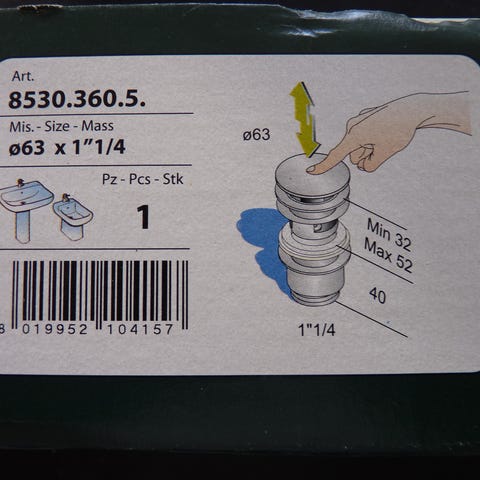 Art.
8530.360.5.
Mis. - Size - Mass
ø63 x 1"1/4
Pz - Pcs - Stk
1
8 019952 104157
ø63
Min 32
Max 52
40
1"1/4